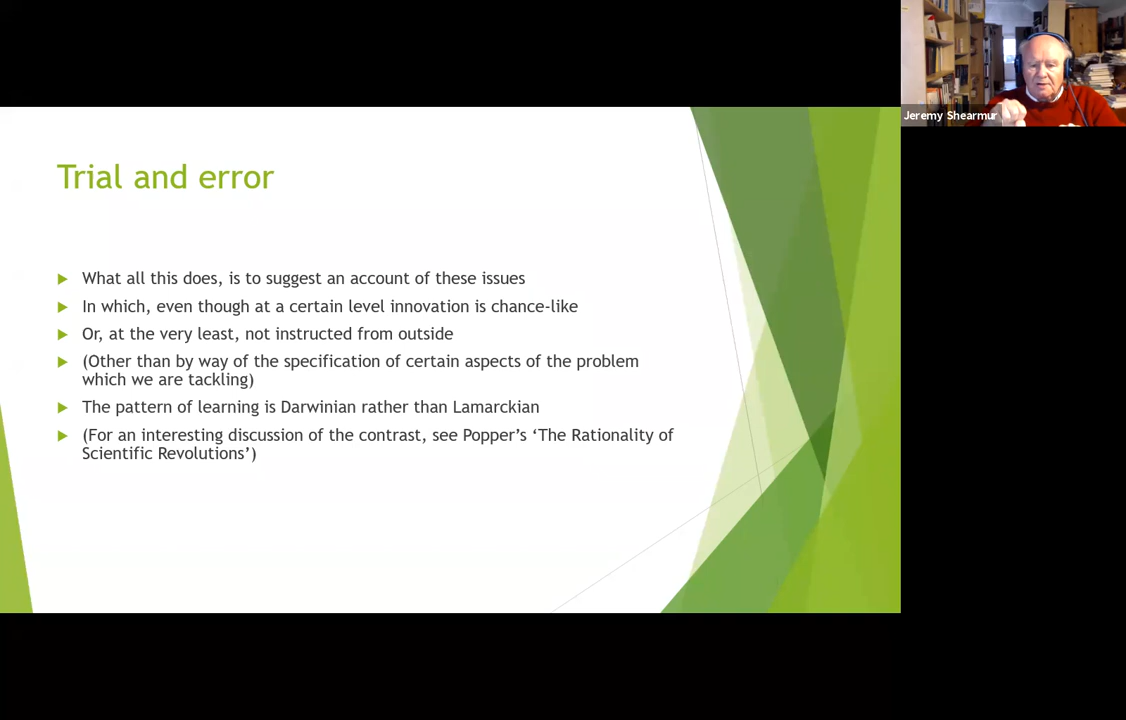 Jeremy Shearmur
Trial and error
What all this does, is to suggest an account of these issues
In which, even though at a certain level innovation is chance-like
Or, at the very least, not instructed from outside
(Other than by way of the specification of certain aspects of the problem
which we are tackling)
The pattern of learning is Darwinian rather than Lamarckian
(For an interesting discussion of the contrast, see Popper’s ‘The Rationality of
Scientific Revolutions’)